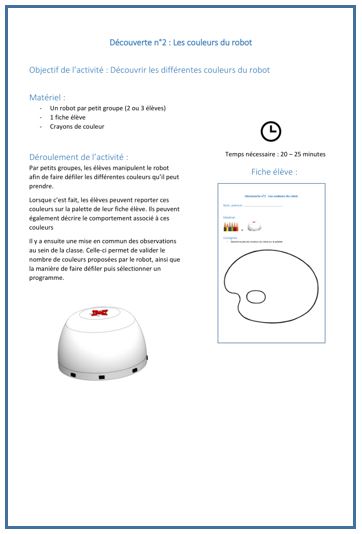 Découverte n°2 : Les couleurs du robot
Objectif de l'activité : Découvrir les différentes couleurs du robot
Matériel :
- Un robot par petit groupe (2 ou 3 élèves)
- 1 fiche élève
- Crayons de couleur
Temps nécessaire : 20 – 25 minutes
Déroulement de l'activité :
Par petits groupes, les élèves manipulent le robot
afin de faire défiler les différentes couleurs qu'il peut
prendre.
Lorsque c'est fait, les élèves peuvent reporter ces
couleurs sur la palette de leur fiche élève. Ils peuvent
également décrire le comportement associé à ces
couleurs
Il y a ensuite une mise en commun des observations
au sein de la classe. Celle-ci permet de valider le
nombre de couleurs proposées par le robot, ainsi que
la manière de faire défiler puis sélectionner un
programme.
Fiche élève :
Découverte n°2 : Les couleurs du robot
Matériel :